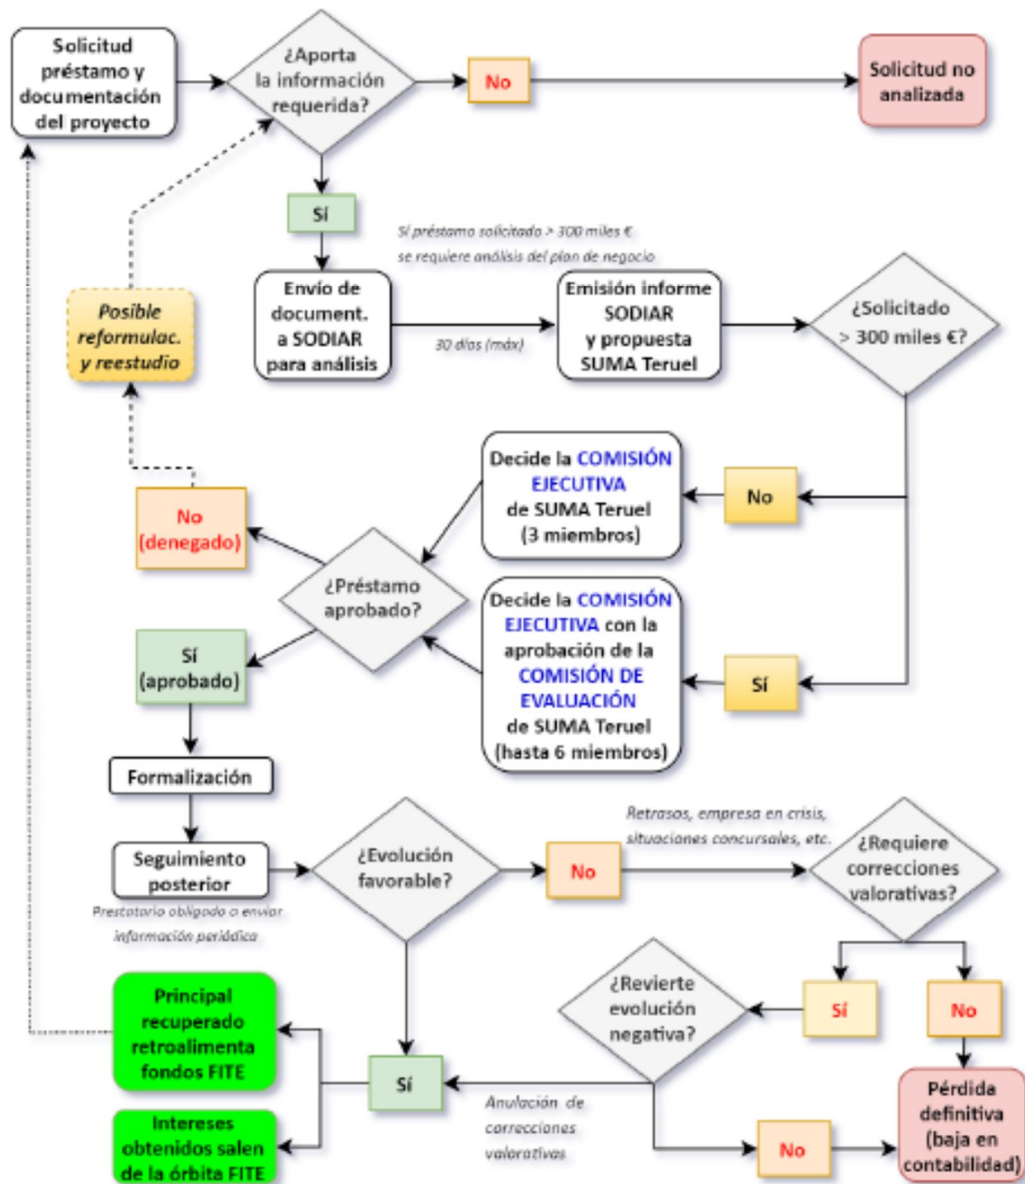 Solicitud
préstamo y
documentación
del proyecto
¿Aporta
la información
requerida?
No
Solicitud no
analizada
Sí
Sí préstamo solicitado > 300 miles €
se requiere análisis del plan de negocio
Envío de
document.
a SODIAR
para análisis
30 días (máx)
Emisión informe
SODIAR
y propuesta
SUMA Teruel
¿Solicitado
> 300 miles €?
Posible
reformulac.
y reestudio
Decide la COMISIÓN
EJECUTIVA
de SUMA Teruel
(3 miembros)
No
No
(denegado)
¿Préstamo
aprobado?
Decide la COMISIÓN
EJECUTIVA con la
aprobación de la
COMISIÓN DE
EVALUACIÓN
de SUMA Teruel
(hasta 6 miembros)
Sí
Sí
(aprobado)
Formalización
Seguimiento
posterior
Prestatario obligado a enviar
información periódica
¿Evolución
favorable?
No
Retrasos, empresa en crisis,
situaciones concursales, etc.
¿Requiere
correcciones
valorativas?
Sí
No
¿Revierte
evolución
negativa?
Principal
recuperado
retroalimenta
fondos FITE
Sí
Anulación de
correcciones
valorativas
Intereses
obtenidos salen
de la órbita FITE
No
Pérdida
definitiva
(baja en
contabilidad)